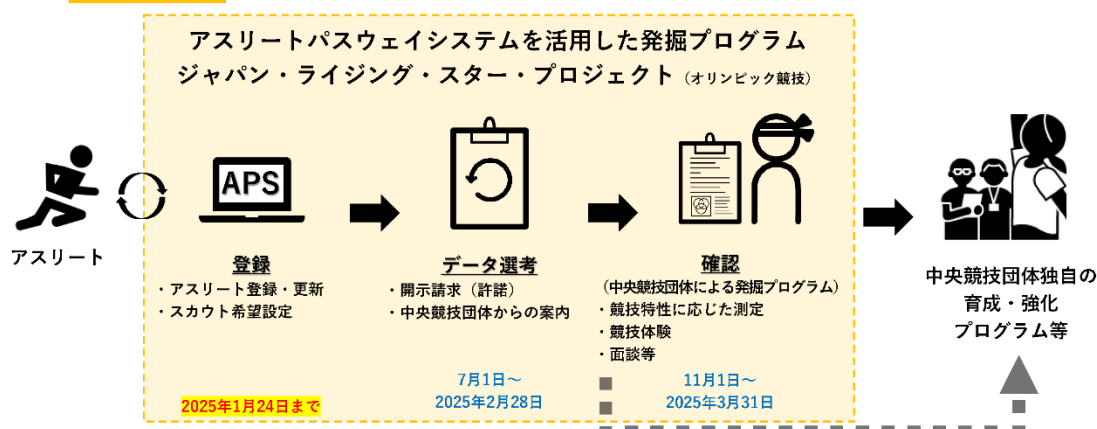 アスリートパスウェイシステムを活用した発掘プログラム
ジャパン・ライジング・スター・プロジェクト（オリンピック競技）
アスリート
APS
登録
・アスリート登録・更新
・スカウト希望設定
2025年1月24日まで
データ選考
・開示請求（許諾）
・中央競技団体からの案内
7月1日～
2025年2月28日
確認
（中央競技団体による発掘プログラム）
・競技特性に応じた測定
・競技体験
・面談等
11月1日～
2025年3月31日
中央競技団体独自の
育成・強化
プログラム等